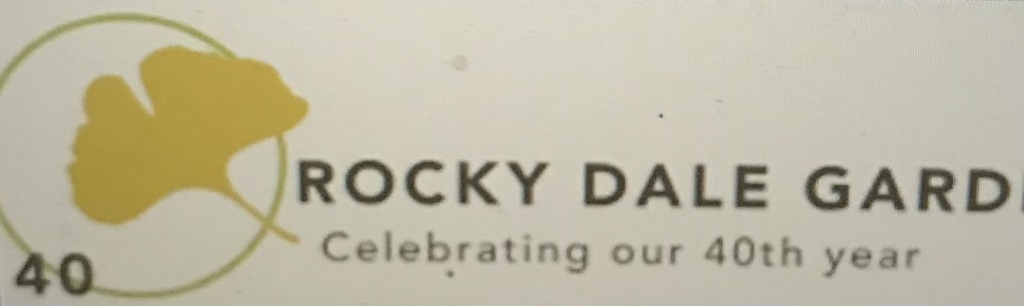 ROCKY DALE GARD
Celebrating our 40th year
40